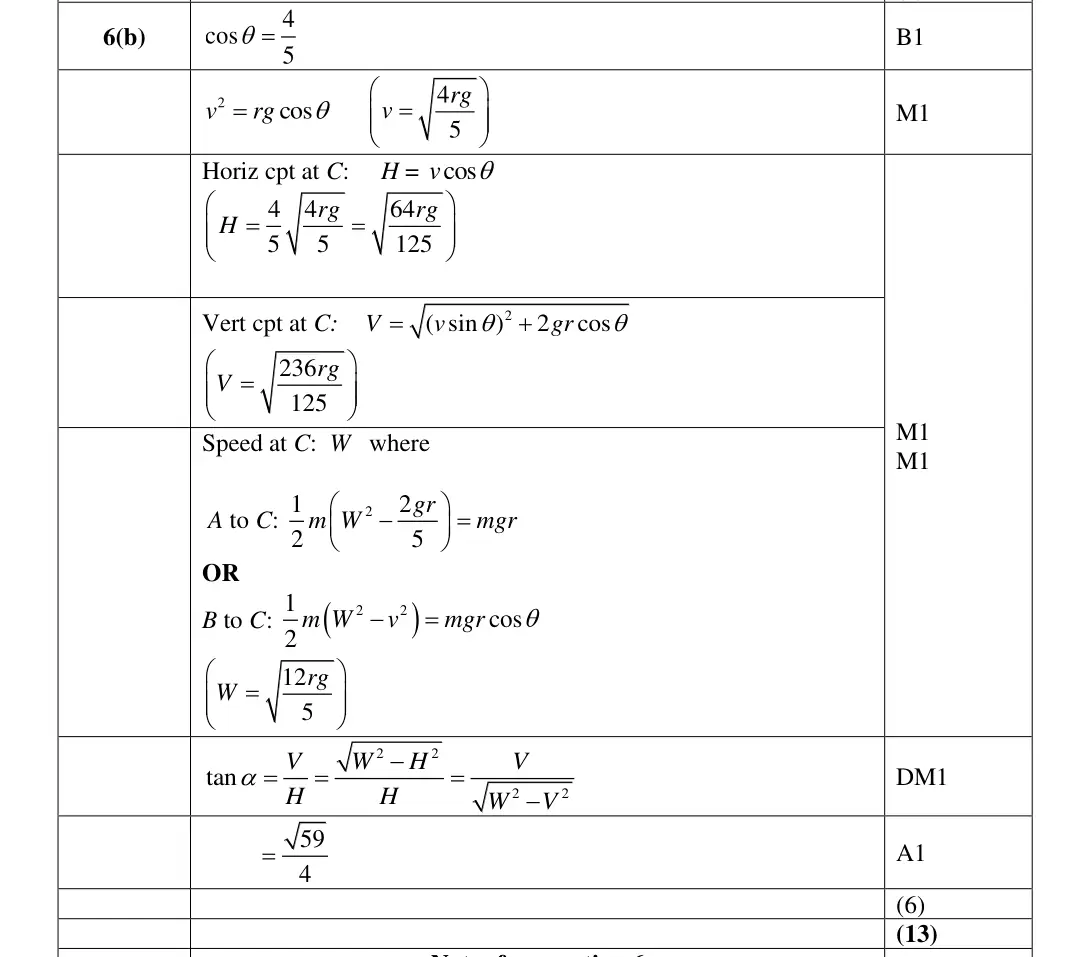 6(b) cos θ = 4/5 B1
v² = rg cos θ (v = √(4rg/5)) M1
Horiz cpt at C: H = v cos θ
(H = 4/5 √(4rg/5) = √(64rg/125))
Vert cpt at C: V = √((v sin θ)² + 2gr cos θ)
(V = √(236rg/125))
Speed at C: W where
A to C: 1/2 m(W² − 2gr/5) = mgr
OR
B to C: 1/2 m(W² − v²) = mgr cos θ
(W = √(12rg/5))
M1
M1
tan α = V/H = √(W² − H²)/H = V/√(W² − V²) DM1
= √59/4 A1
(6)
(13)